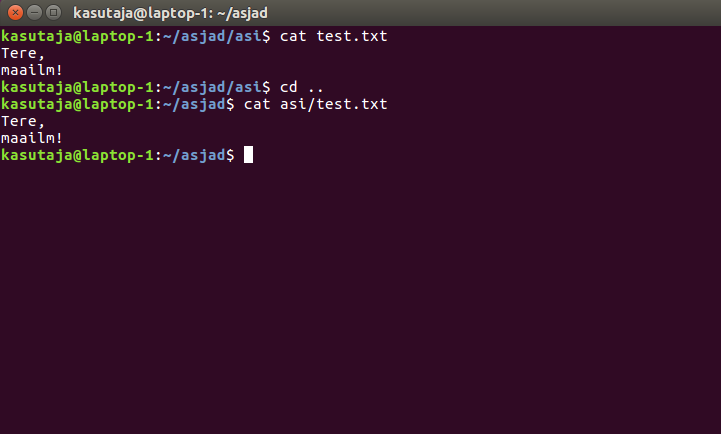 kasutaja@laptop-1: ~/asjad
kasutaja@laptop-1:~/asjad/asi$ cat test.txt
Tere,
maailm!
kasutaja@laptop-1:~/asjad/asi$ cd ..
kasutaja@laptop-1:~/asjad$ cat asi/test.txt
Tere,
maailm!
kasutaja@laptop-1:~/asjad$